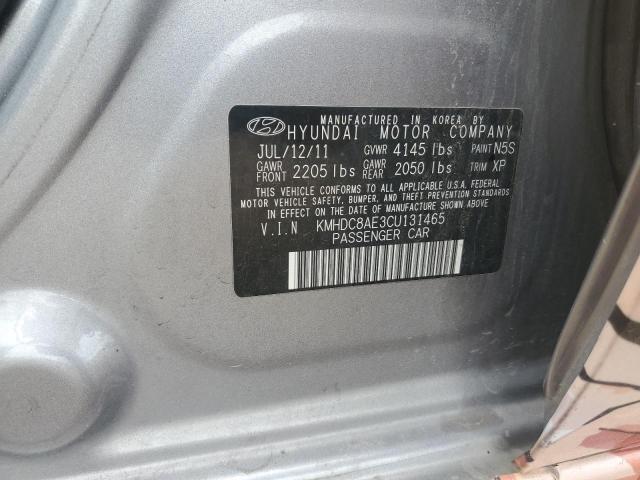 MANUFACTURED IN KOREA BY
HYUNDAI MOTOR COMPANY
JUL/12/11 GVWR 4145 lbs PAINT N5S
GAWR FRONT 2205 lbs GAWR REAR 2050 lbs TRIM XP
THIS VEHICLE CONFORMS TO ALL APPLICABLE U.S.A. FEDERAL
MOTOR VEHICLE SAFETY, BUMPER, AND THEFT PREVENTION STANDARDS
IN EFFECT ON THE DATE OF MANUFACTURE SHOWN ABOVE.
V.I.N KMHDC8AE3CU131465
PASSENGER CAR